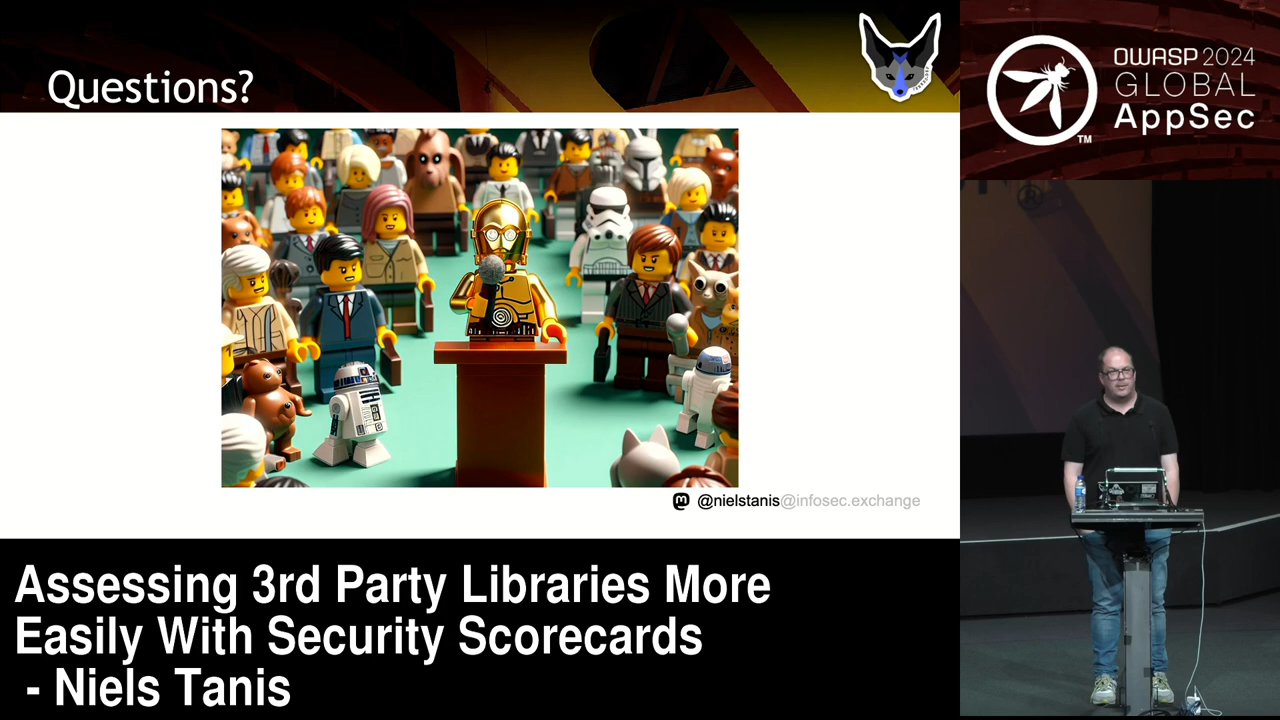 Questions?
OWASP 2024
GLOBAL
AppSec
TM
@nielstanis@infosec.exchange
Assessing 3rd Party Libraries More
Easily With Security Scorecards
- Niels Tanis